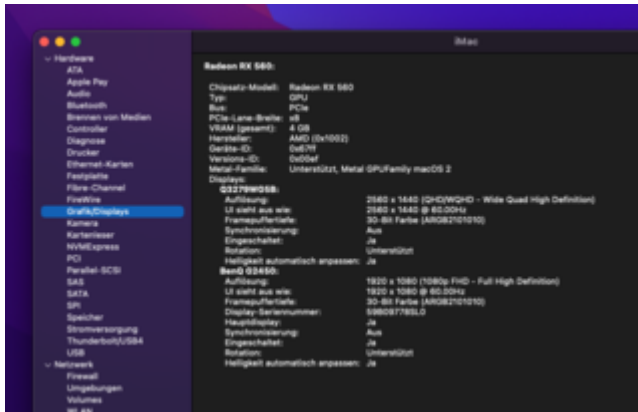 iMac
Hardware
ATA
Apple Pay
Audio
Bluetooth
Brennen von Medien
Controller
Diagnose
Drucker
Ethernet-Karten
Festplatte
Fibre-Channel
FireWire
Grafik/Displays
Kamera
Kartenleser
NVMExpress
PCI
Parallel-SCSI
SAS
SATA
SPI
Speicher
Stromversorgung
Thunderbolt/USB4
USB
Netzwerk
Firewall
Umgebungen
Volumes
WLAN
Radeon RX 560:
Chipsatz-Modell: Radeon RX 560
Typ: GPU
Bus: PCIe
PCIe-Lane-Breite: x8
VRAM (gesamt): 4 GB
Hersteller: AMD (0x1002)
Geräte-ID: 0x67ff
Versions-ID: 0x00ef
Metal-Familie: Unterstützt, Metal GPUFamily macOS 2
Displays:
Q3279WG5B:
Auflösung: 2560 x 1440 (QHD/WQHD - Wide Quad High Definition)
UI sieht aus wie: 2560 x 1440 @ 60.00Hz
Framepuffertiefe: 30-Bit Farbe (ARGB2101010)
Synchronisierung: Aus
Eingeschaltet: Ja
Rotation: Unterstützt
Helligkeit automatisch anpassen: Ja
BenQ G2450:
Auflösung: 1920 x 1080 (1080p FHD - Full High Definition)
UI sieht aus wie: 1920 x 1080 @ 60.00Hz
Framepuffertiefe: 30-Bit Farbe (ARGB2101010)
Display-Seriennummer:
Hauptdisplay: Ja
Synchronisierung: Aus
Eingeschaltet: Ja
Rotation: Unterstützt
Helligkeit automatisch anpassen: Ja